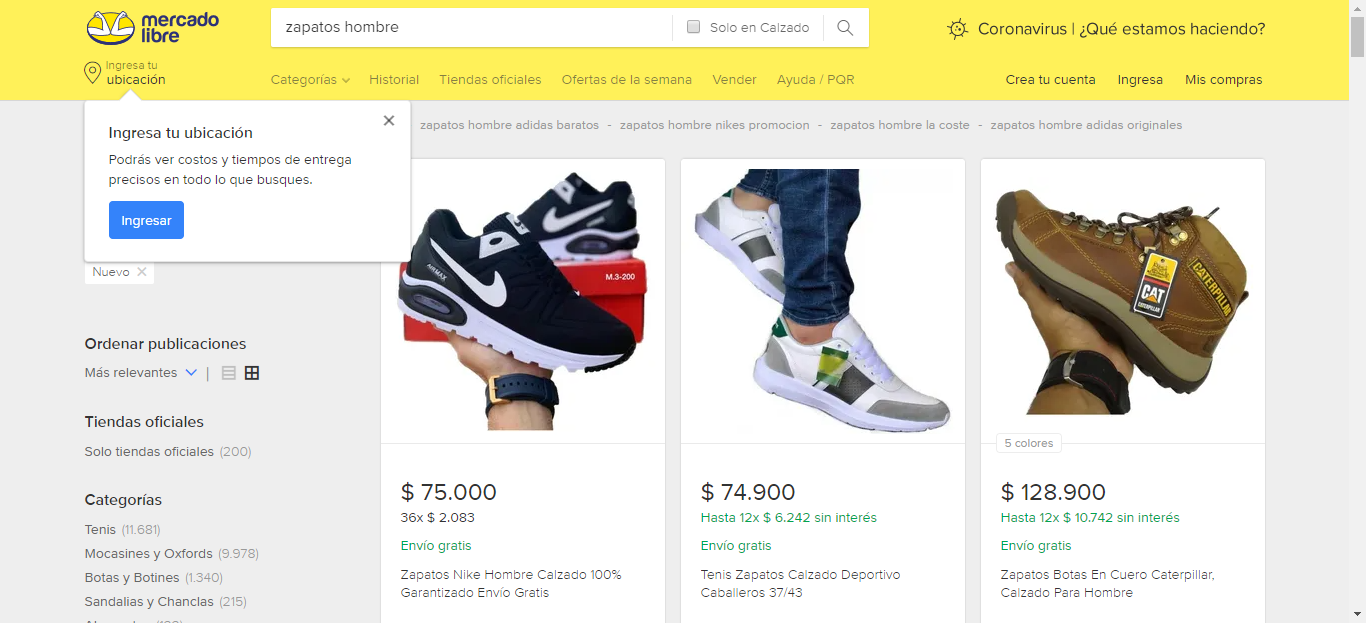 mercado
libre
zapatos hombre
Solo en Calzado
Coronavirus | ¿Qué estamos haciendo?
Ingresa tu
ubicación
Categorías
Historial
Tiendas oficiales
Ofertas de la semana
Vender
Ayuda / PQR
Crea tu cuenta
Ingresa
Mis compras
Ingresa tu ubicación
Podrás ver costos y tiempos de entrega
precisos en todo lo que busques.
Ingresar
zapatos hombre adidas baratos - zapatos hombre nikes promocion - zapatos hombre la coste - zapatos hombre adidas originales
Nuevo
Ordenar publicaciones
Más relevantes
Tiendas oficiales
Solo tiendas oficiales (200)
Categorías
Tenis (11.681)
Mocasines y Oxfords (9.978)
Botas y Botines (1.340)
Sandalias y Chanclas (215)
AIRMAX
M.3-200
$ 75.000
36x $ 2.083
Envío gratis
Zapatos Nike Hombre Calzado 100%
Garantizado Envío Gratis
$ 74.900
Hasta 12x $ 6.242 sin interés
Envío gratis
Tenis Zapatos Calzado Deportivo
Caballeros 37/43
CAT
CATERPILLAR
CATERPILLAR
5 colores
$ 128.900
Hasta 12x $ 10.742 sin interés
Envío gratis
Zapatos Botas En Cuero Caterpillar,
Calzado Para Hombre